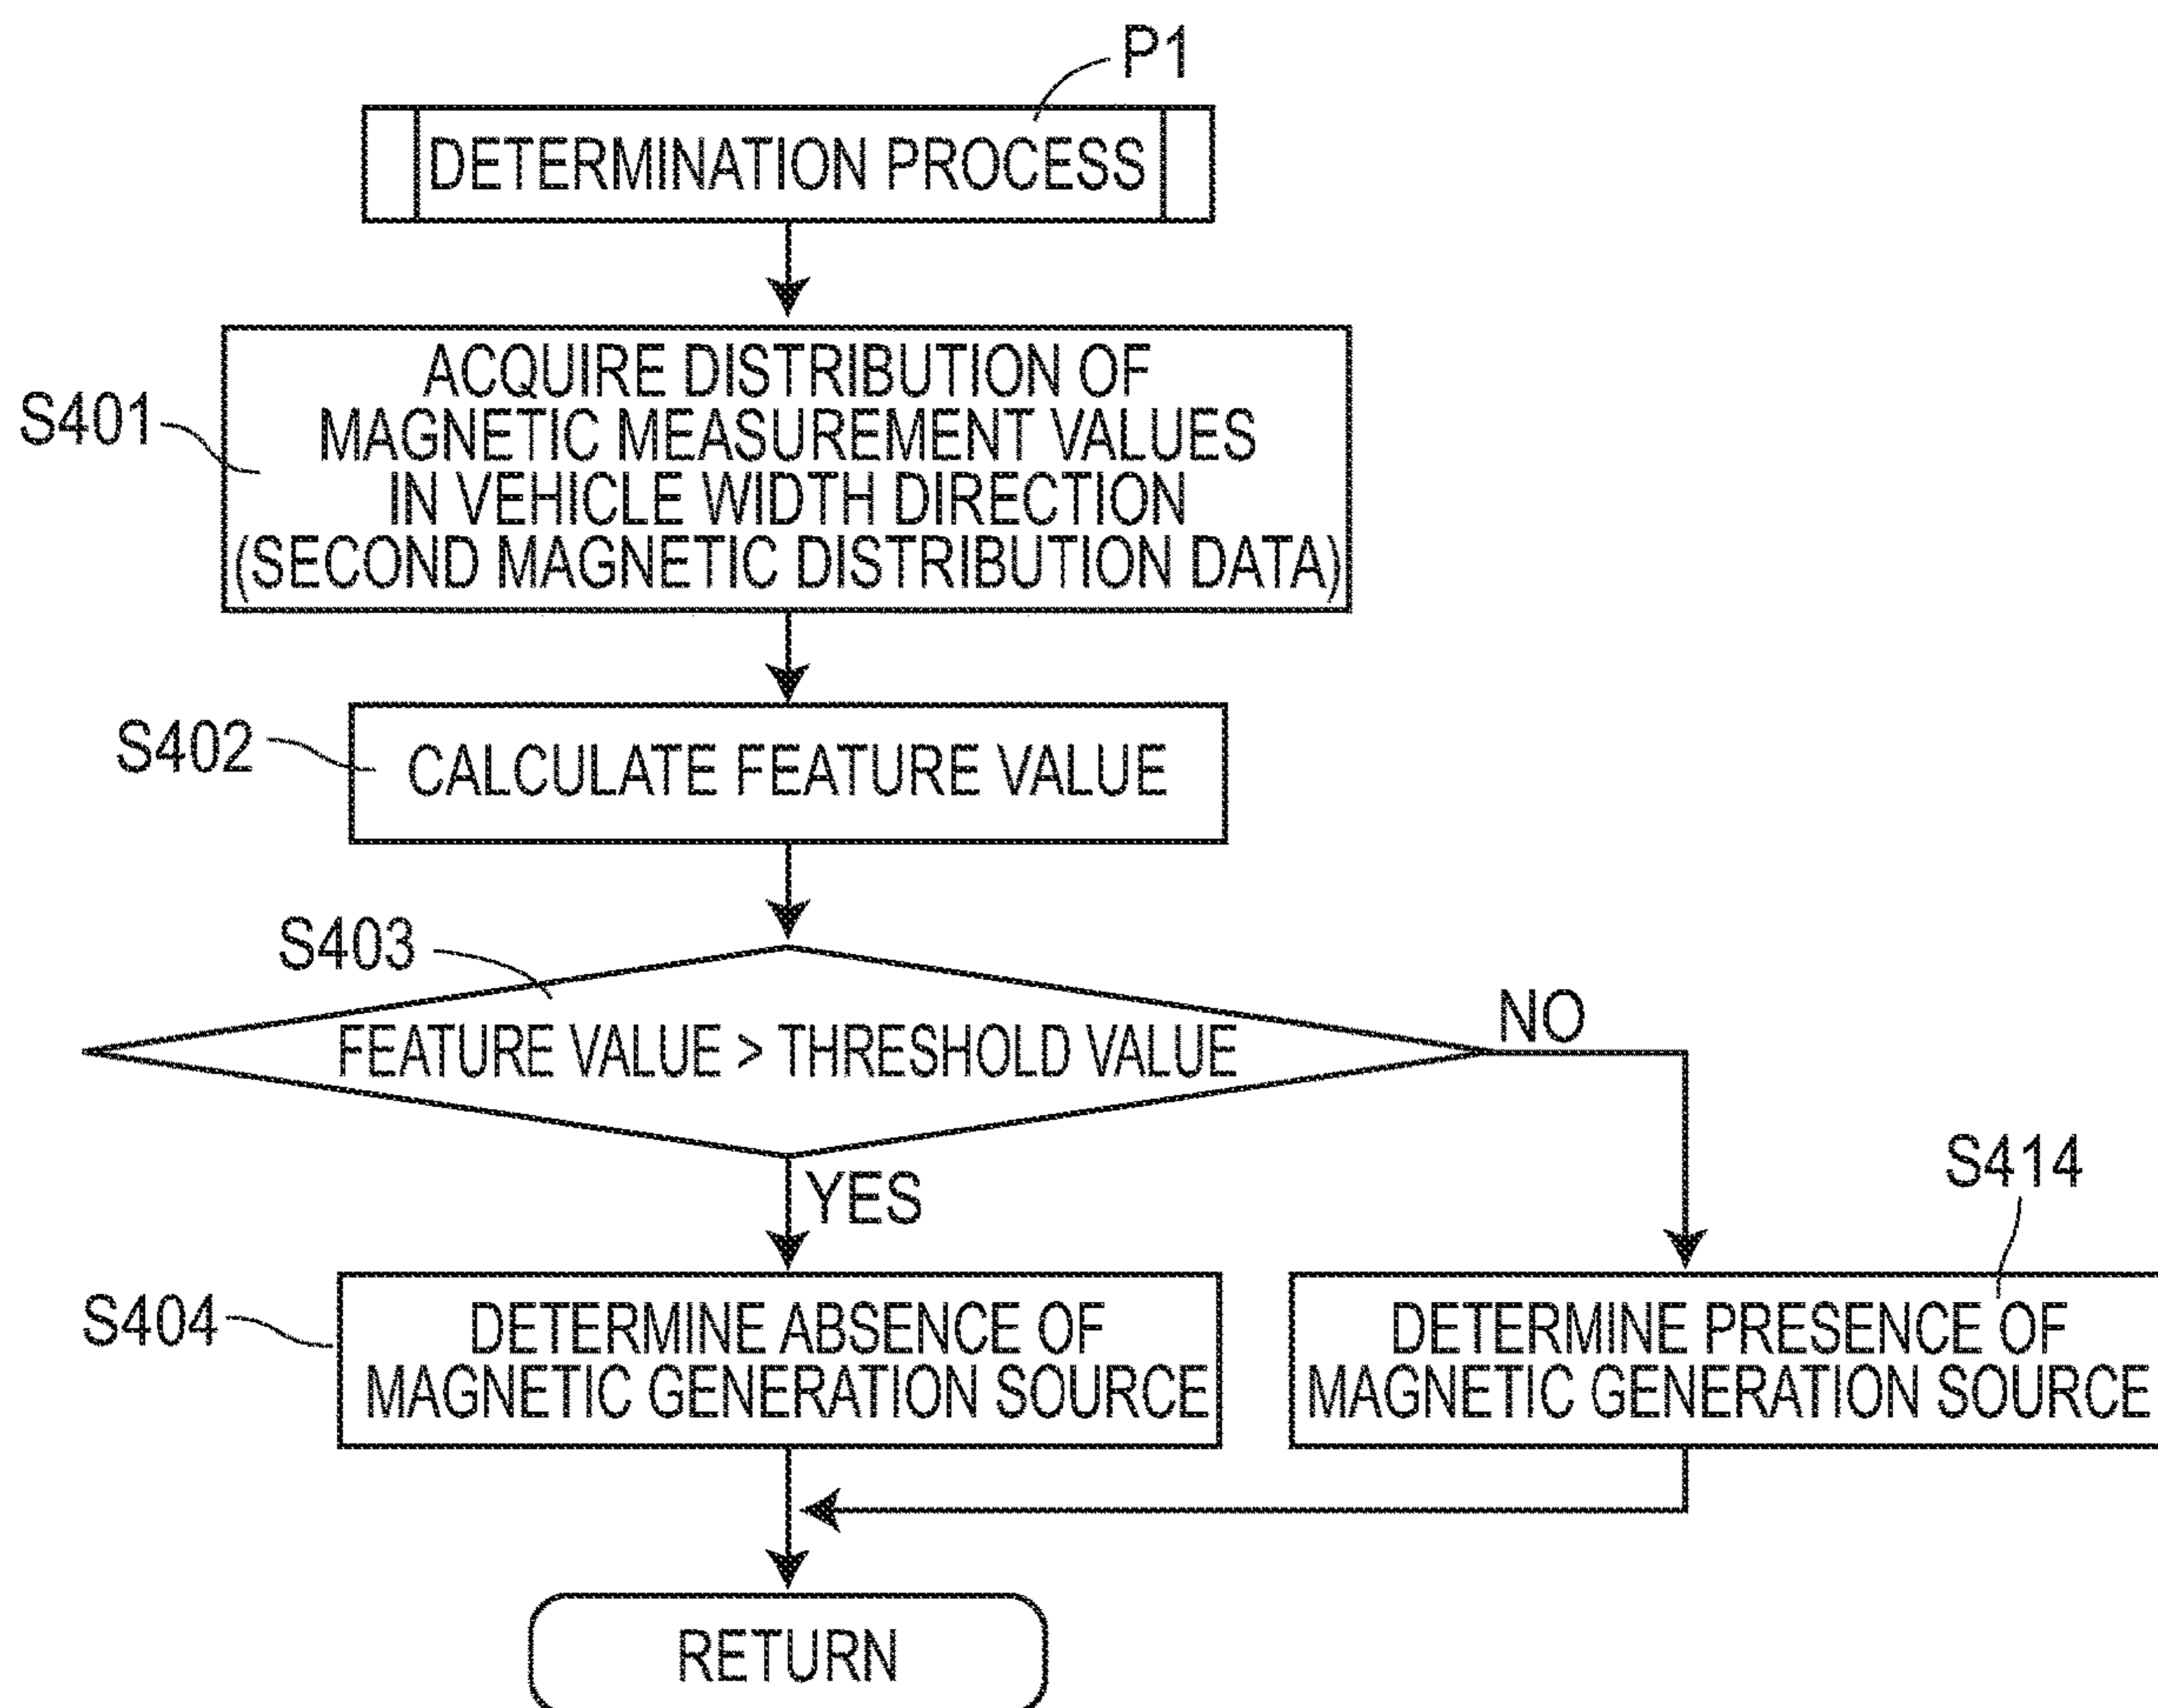 P1
DETERMINATION PROCESS
S401
ACQUIRE DISTRIBUTION OF
MAGNETIC MEASUREMENT VALUES
IN VEHICLE WIDTH DIRECTION
(SECOND MAGNETIC DISTRIBUTION DATA)
S402
CALCULATE FEATURE VALUE
S403
FEATURE VALUE > THRESHOLD VALUE
NO
YES
S404
DETERMINE ABSENCE OF
MAGNETIC GENERATION SOURCE
S414
DETERMINE PRESENCE OF
MAGNETIC GENERATION SOURCE
RETURN